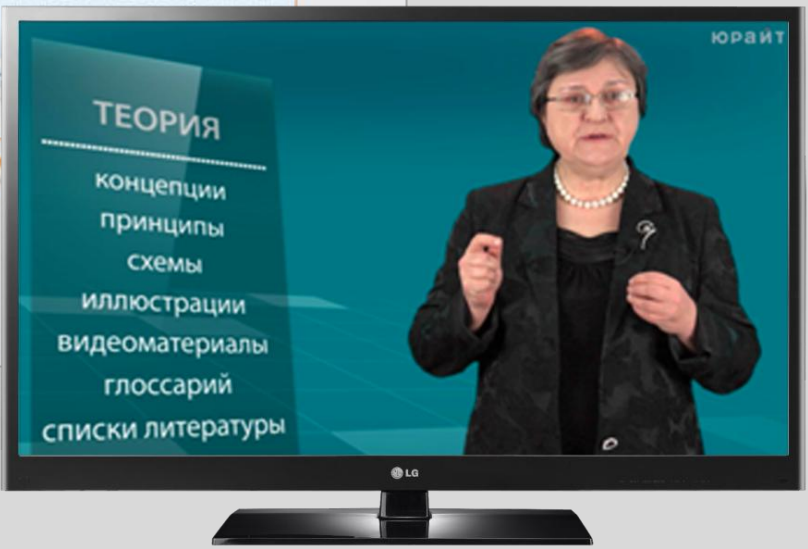 юрайт
ТЕОРИЯ
концепции
принципы
схемы
иллюстрации
видеоматериалы
глоссарий
списки литературы
LG